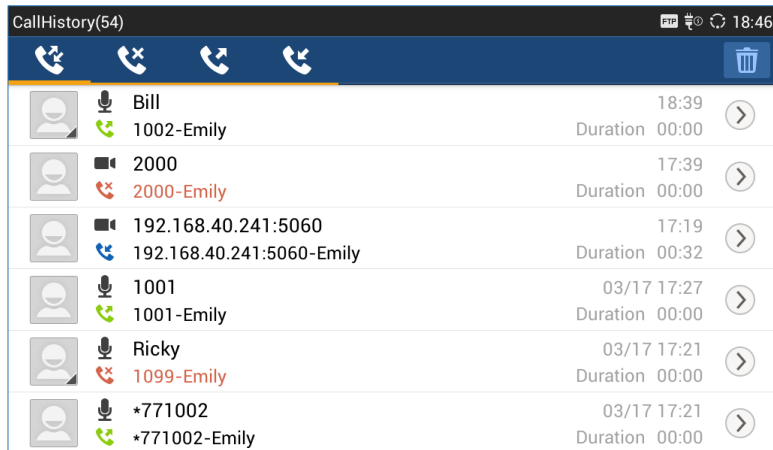 CallHistory(54) FTP 18:46
Bill 18:39
1002-Emily Duration 00:00
2000 17:39
2000-Emily Duration 00:00
192.168.40.241:5060 17:19
192.168.40.241:5060-Emily Duration 00:32
1001 03/17 17:27
1001-Emily Duration 00:00
Ricky 03/17 17:21
1099-Emily Duration 00:00
*771002 03/17 17:21
*771002-Emily Duration 00:00